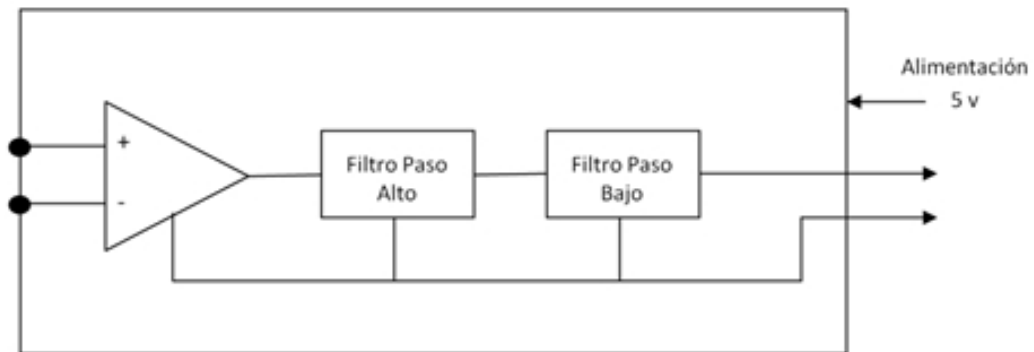 Alimentación
5 v
+
-
Filtro Paso
Alto
Filtro Paso
Bajo